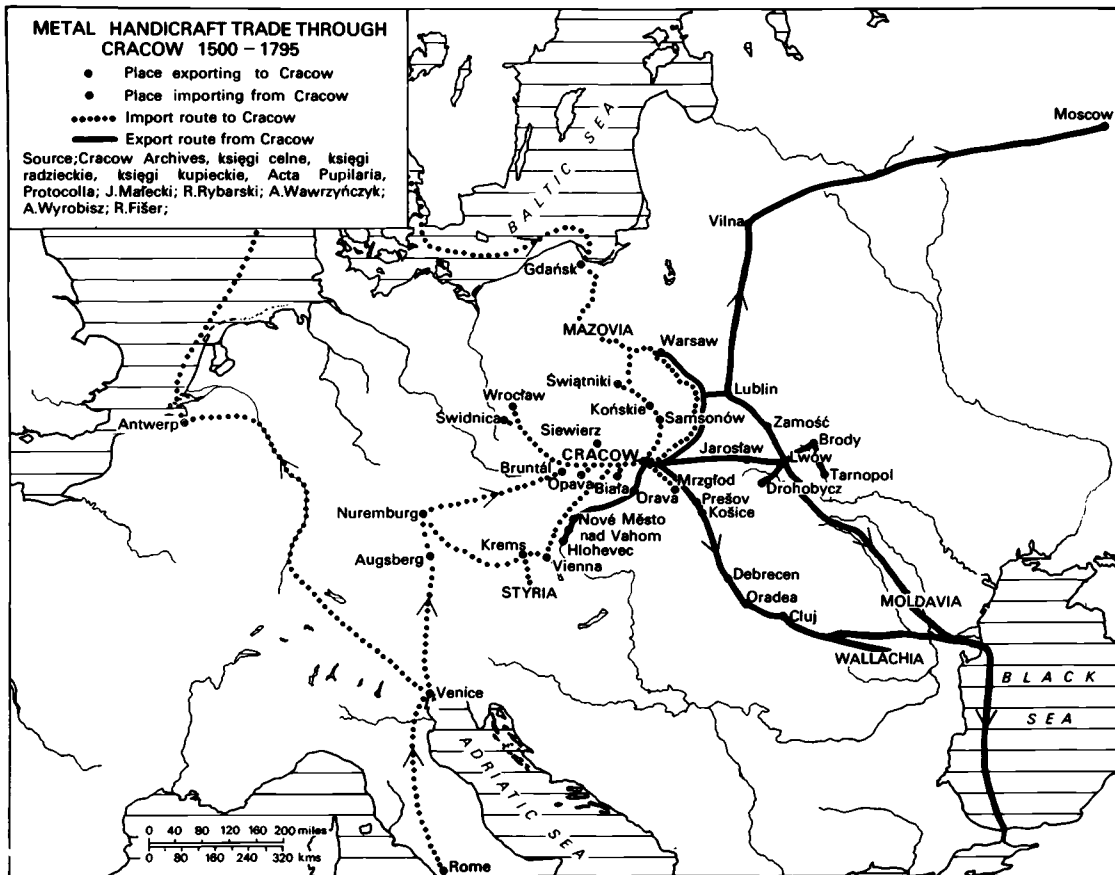 METAL HANDICRAFT TRADE THROUGH
CRACOW 1500 – 1795
Place exporting to Cracow
Place importing from Cracow
Import route to Cracow
Export route from Cracow
Source;Cracow Archives, księgi celne, księgi
radzieckie, księgi kupieckie, Acta Pupilaria,
Protocolla; J.Małecki; R.Rybarski; A.Wawrzyńczyk;
A.Wyrobisz; R.Fišer;
Moscow
BALTIC SEA
Vilna
Gdańsk
MAZOVIA
Warsaw
Świątniki
Lublin
Wrocław
Końskie
Samsonów
Świdnica
Zamość
Antwerp
Siewierz
Brody
CRACOW
Jarosław
Lwów
Bruntál
Tarnopol
Opava
Biała
Mrzgłod
Drohobycz
Orava
Prešov
Nuremburg
Košice
Nové Město
nad Vahom
Krems
Hlohevec
Augsberg
Vienna
STYRIA
Debrecen
Oradea
MOLDAVIA
Cluj
WALLACHIA
BLACK
SEA
Venice
ADRIATIC SEA
0 40 80 120 160 200 miles
0 80 160 240 320 kms
Rome